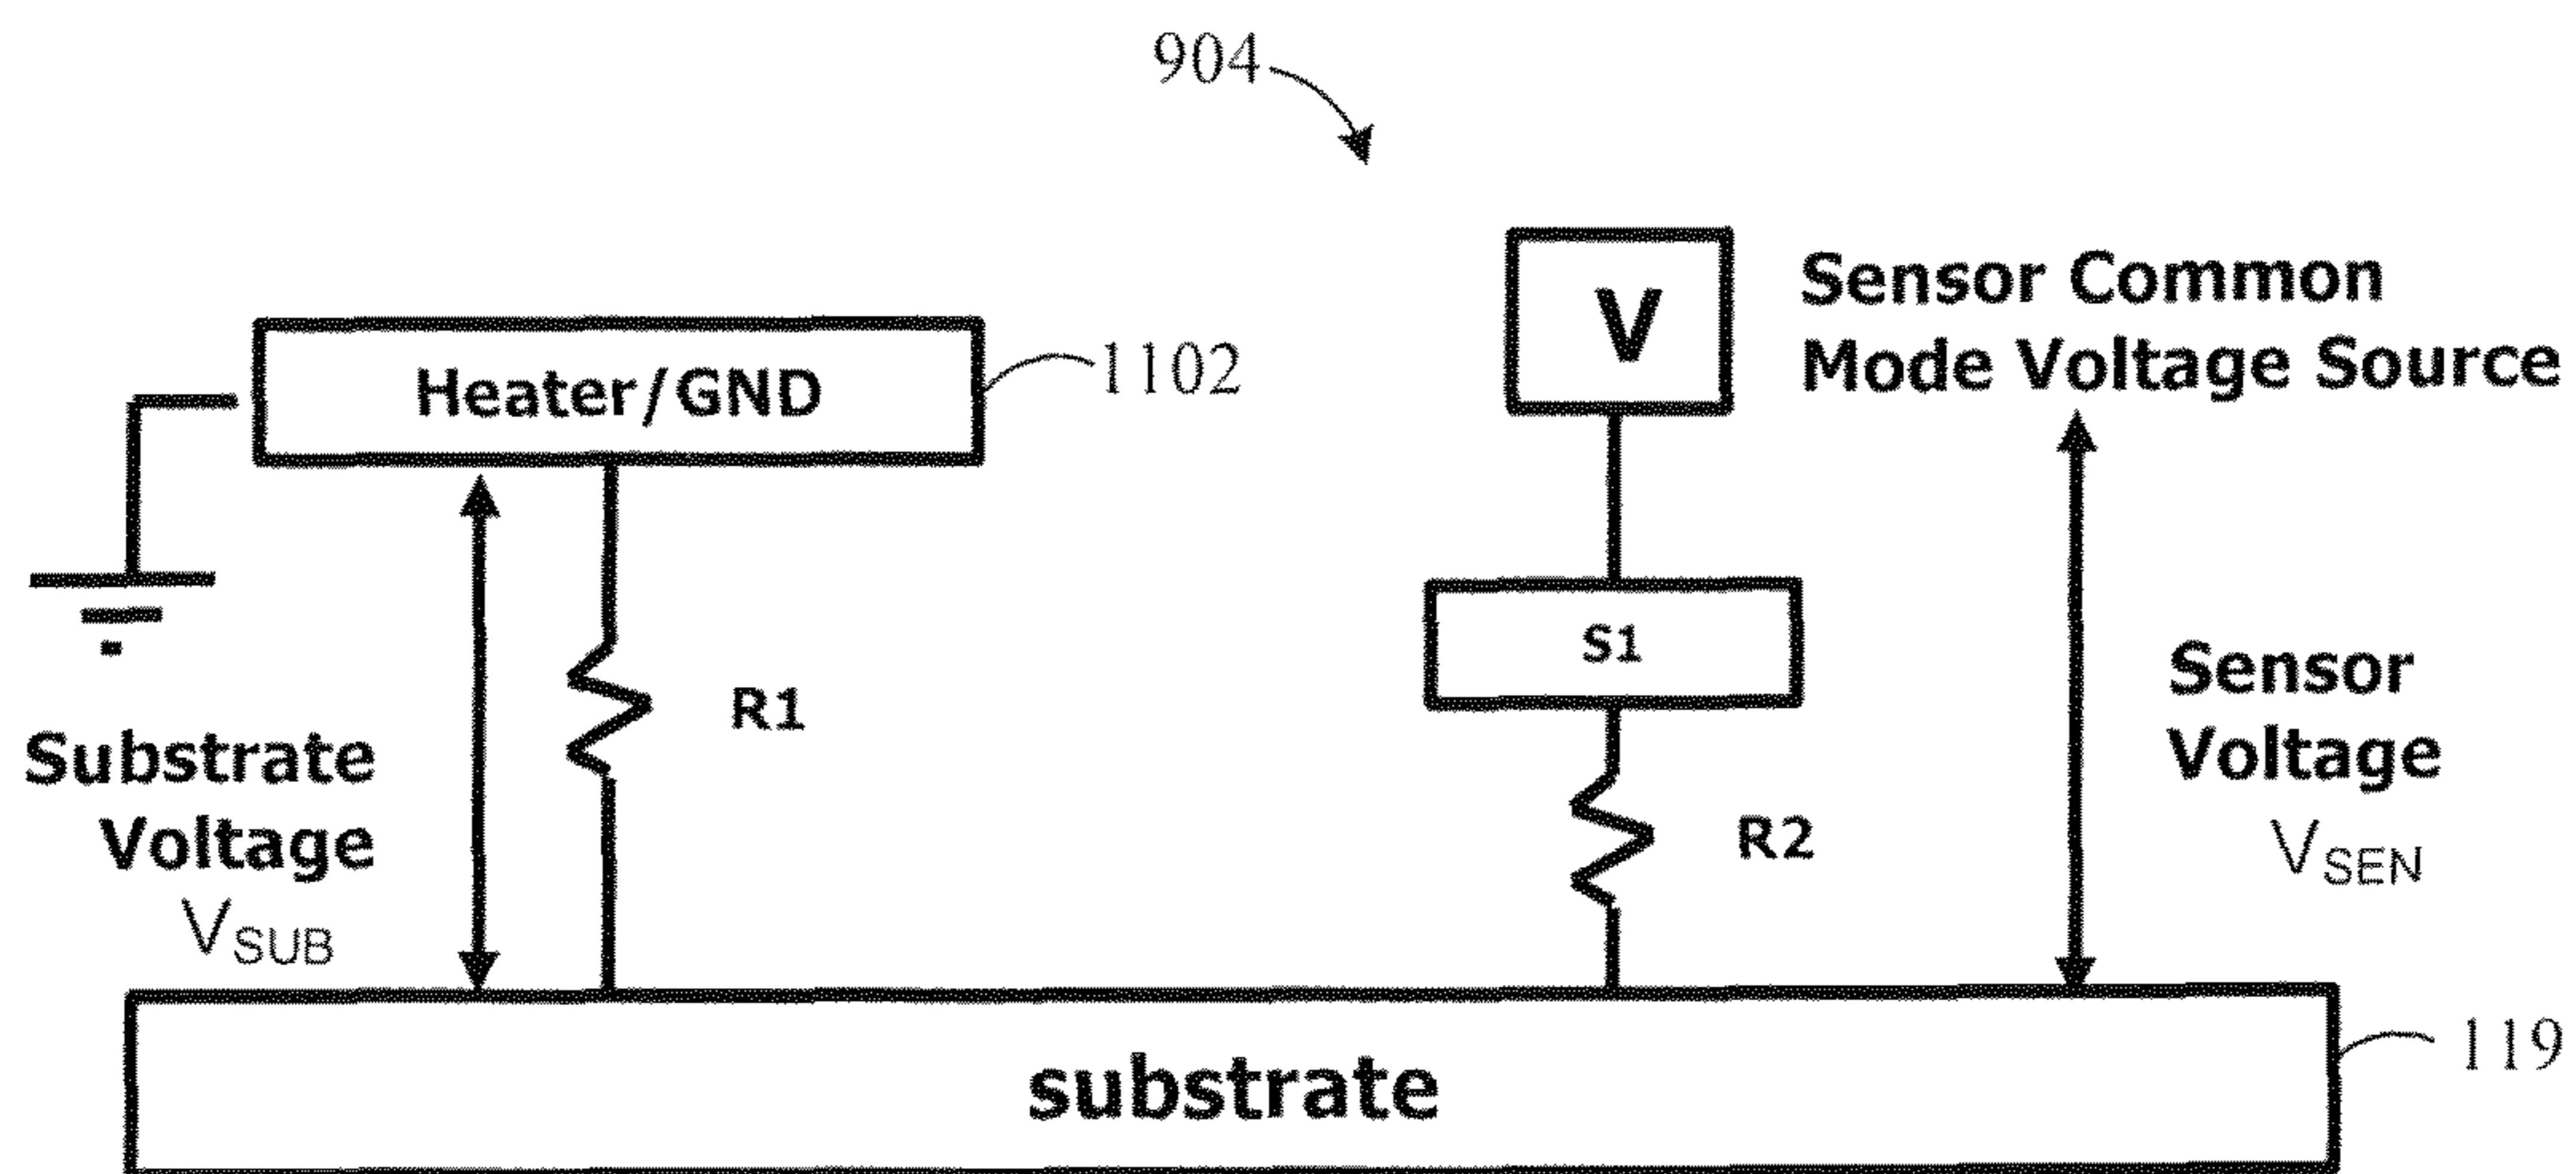 904
V
Sensor Common
Mode Voltage Source
Heater/GND
1102
S1
R1
Substrate
Voltage
VSUB
R2
Sensor
Voltage
VSEN
substrate
119